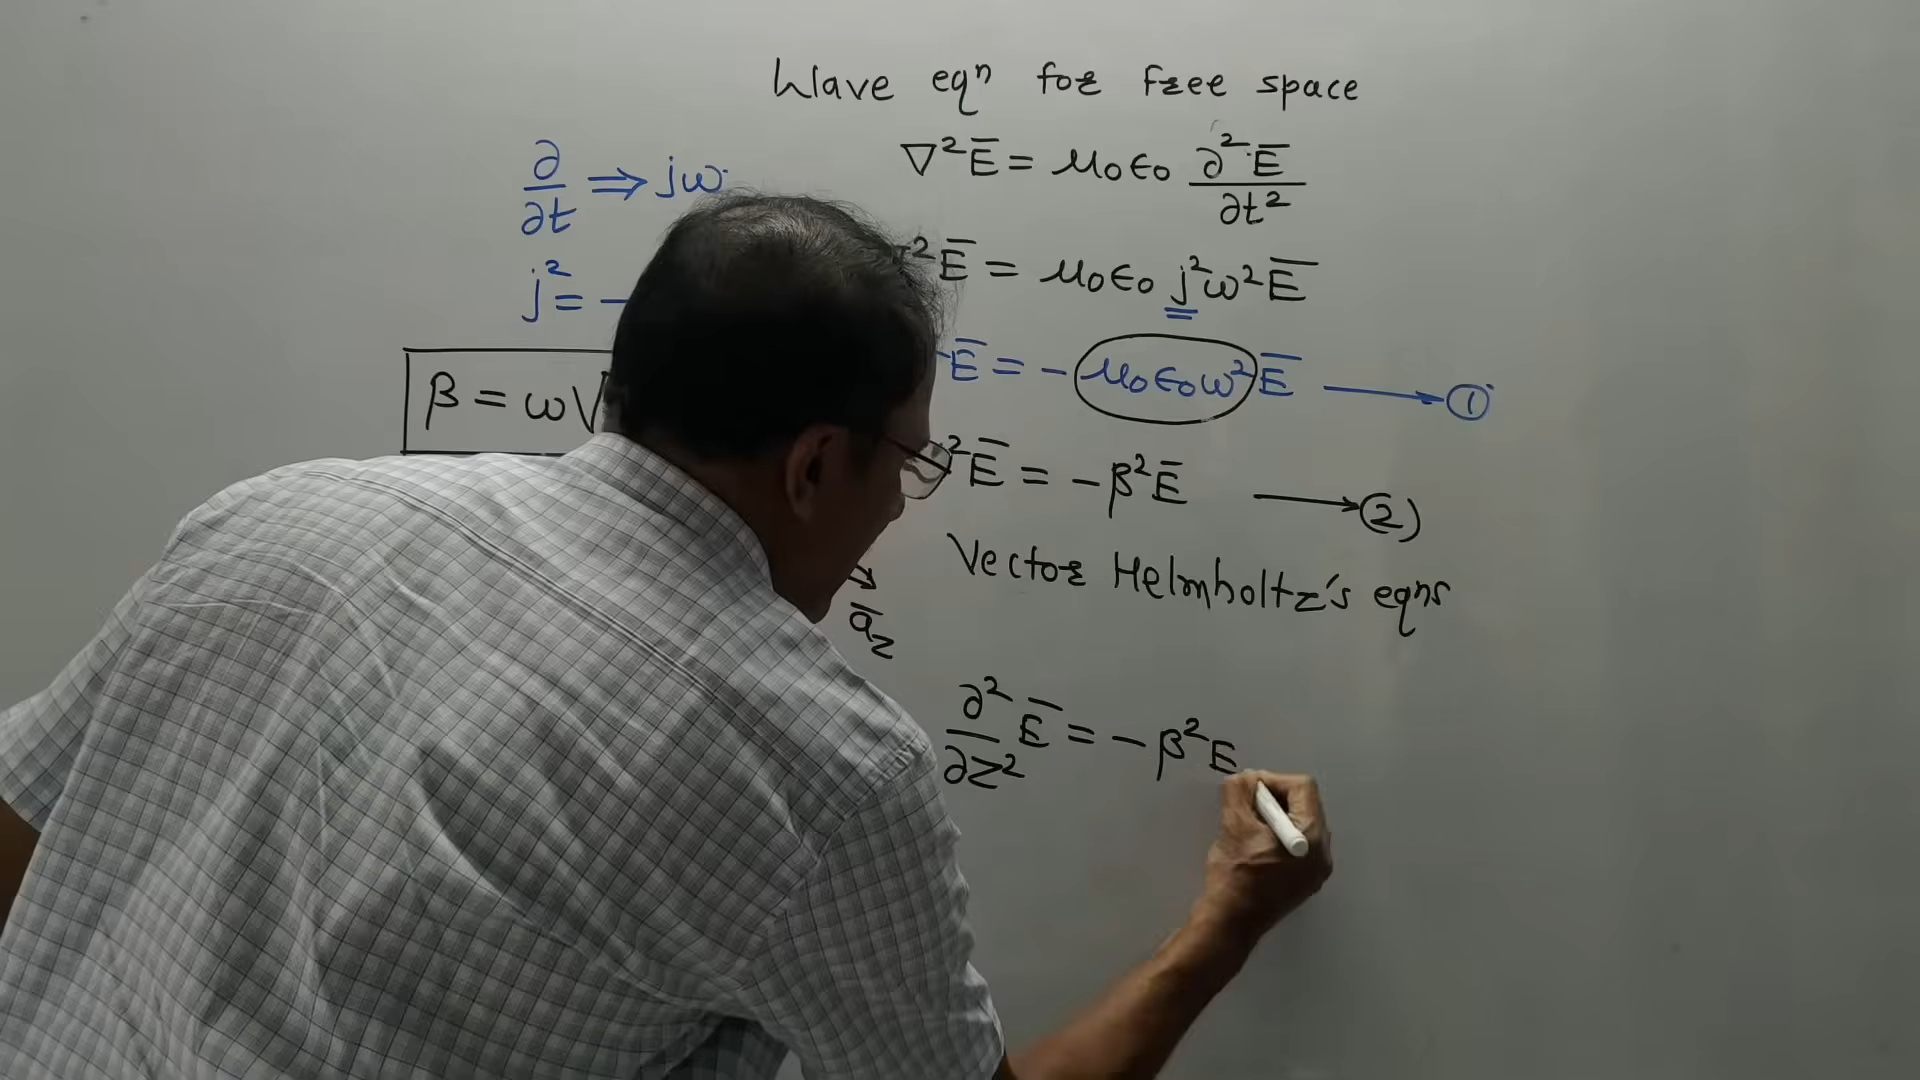 Wave eqⁿ for free space
∇²E̅ = μ₀ϵ₀ ∂²E̅/∂t²
∂/∂t ⇒ jω
²E̅ = μ₀ϵ₀ j²ω²E̅
j² = -
E̅ = - μ₀ϵ₀ω² E̅ → ①
β = ω√
²E̅ = -β²E̅ → ②)
Vector Helmholtz's eqns
a̅z
∂²/∂z² E̅ = -β²E